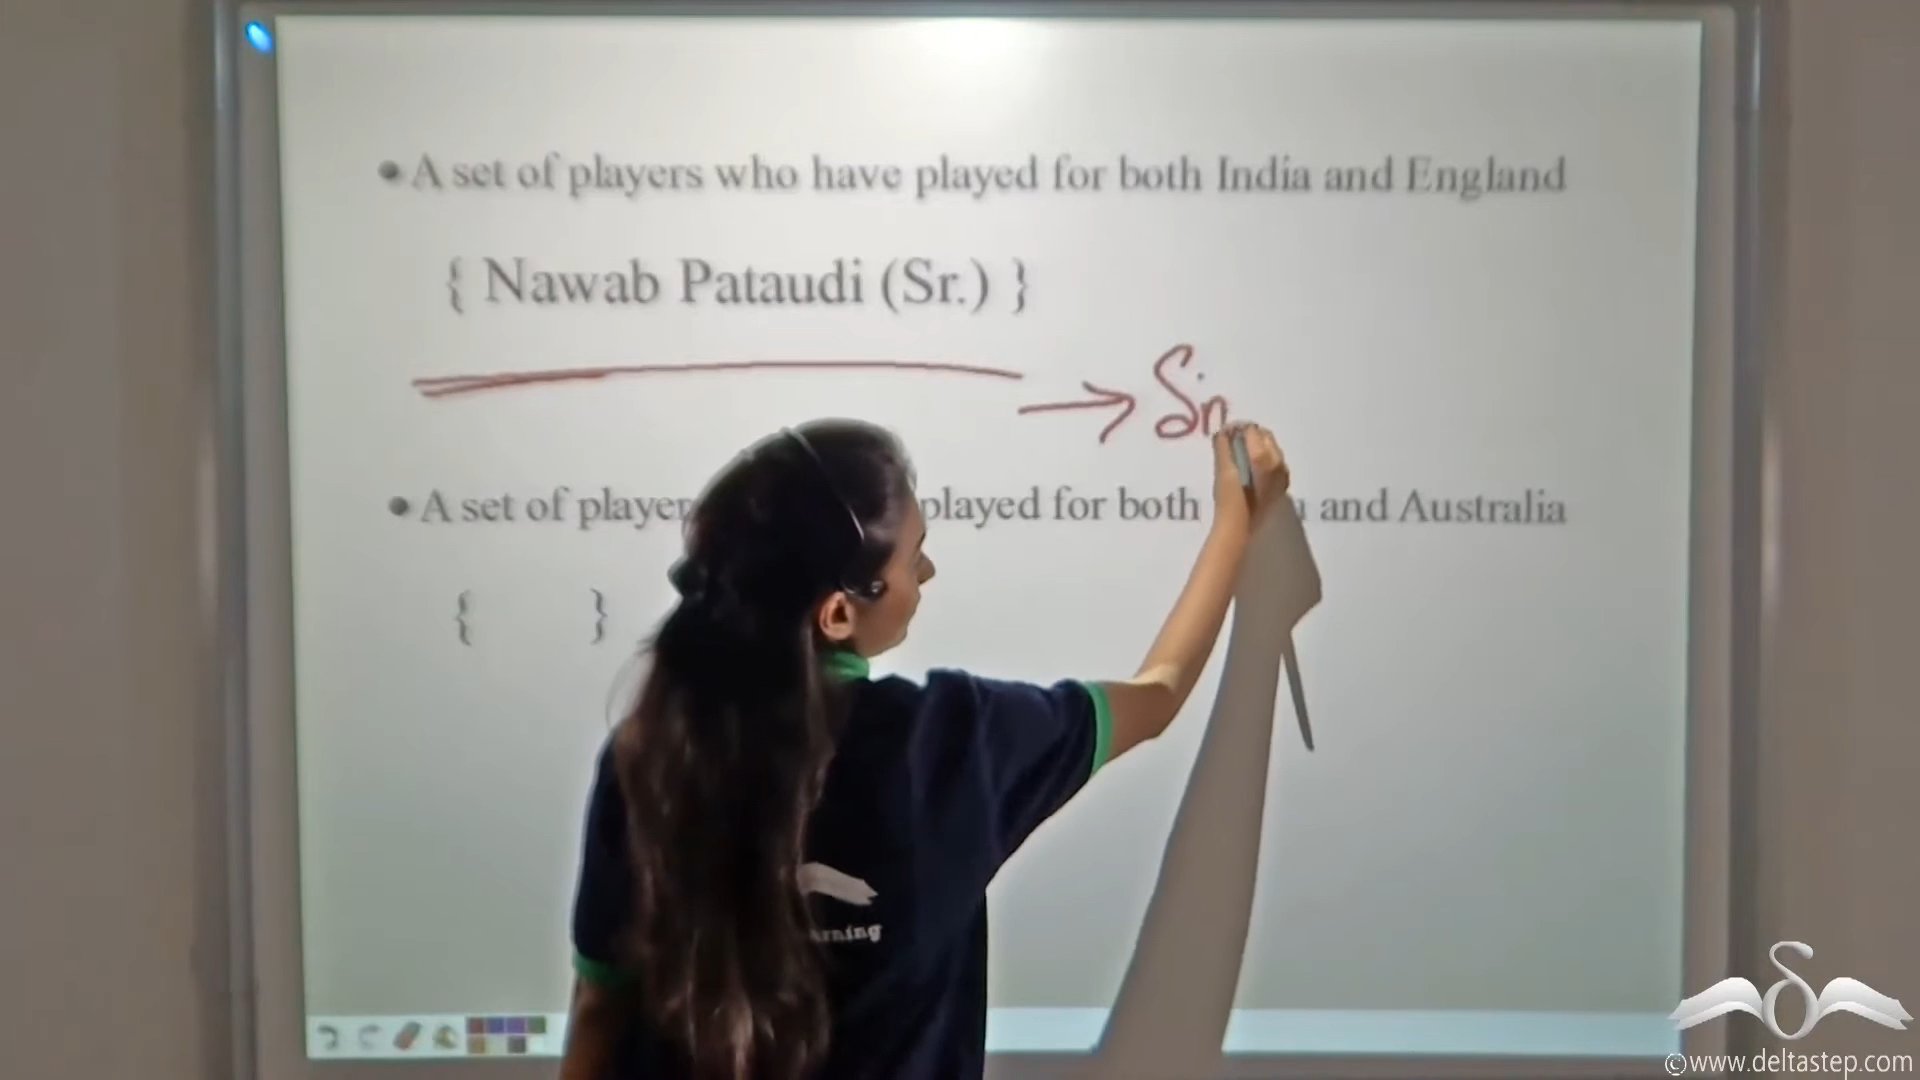 • A set of players who have played for both India and England
{ Nawab Pataudi (Sr.) }
→ Sin
• A set of player played for both and Australia
{ }
arning
©www.deltastep.com